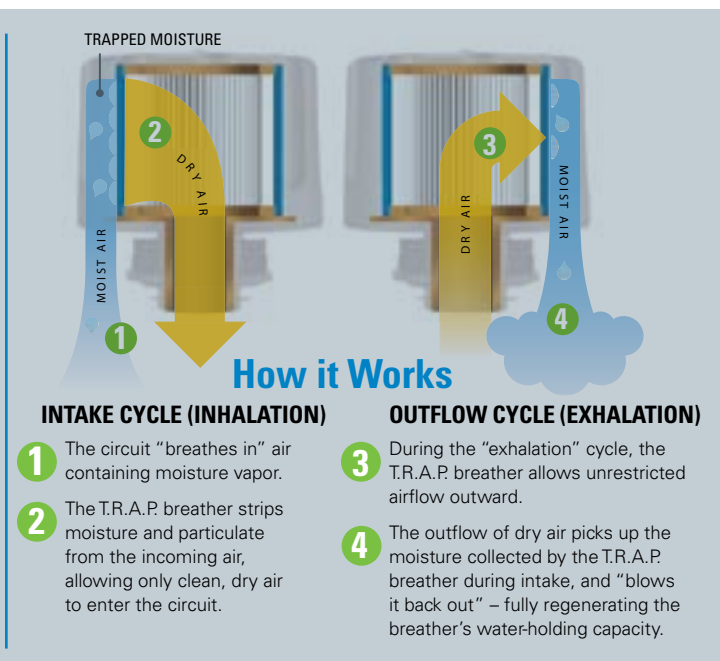 TRAPPED MOISTURE
MOIST AIR
1
2
DRY AIR
DRY AIR
3
MOIST AIR
4
How it Works
INTAKE CYCLE (INHALATION)
1
The circuit “breathes in” air
containing moisture vapor.
2
The T.R.A.P. breather strips
moisture and particulate
from the incoming air,
allowing only clean, dry air
to enter the circuit.
OUTFLOW CYCLE (EXHALATION)
3
During the “exhalation” cycle, the
T.R.A.P. breather allows unrestricted
airflow outward.
4
The outflow of dry air picks up the
moisture collected by the T.R.A.P.
breather during intake, and “blows
it back out” – fully regenerating the
breather’s water-holding capacity.